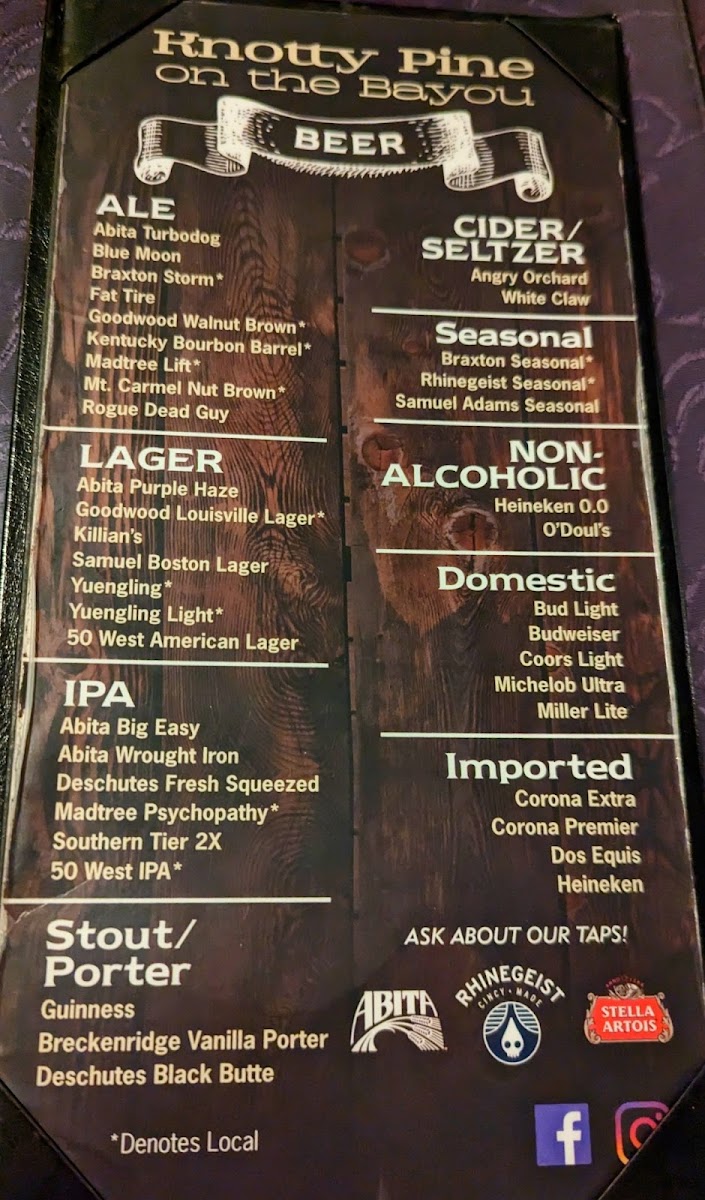 Knotty Pine
on the Bayou
BEER
ALE
Abita Turbodog
Blue Moon
Braxton Storm*
Fat Tire
Goodwood Walnut Brown*
Kentucky Bourbon Barrel*
Madtree Lift*
Mt. Carmel Nut Brown*
Rogue Dead Guy
LAGER
Abita Purple Haze
Goodwood Louisville Lager*
Killian's
Samuel Boston Lager
Yuengling*
Yuengling Light*
50 West American Lager
IPA
Abita Big Easy
Abita Wrought Iron
Deschutes Fresh Squeezed
Madtree Psychopathy*
Southern Tier 2X
50 West IPA*
Stout/
Porter
Guinness
Breckenridge Vanilla Porter
Deschutes Black Butte
*Denotes Local
CIDER/
SELTZER
Angry Orchard
White Claw
Seasonal
Braxton Seasonal*
Rhinegeist Seasonal*
Samuel Adams Seasonal
NON-
ALCOHOLIC
Heineken 0.0
O'Doul's
Domestic
Bud Light
Budweiser
Coors Light
Michelob Ultra
Miller Lite
Imported
Corona Extra
Corona Premier
Dos Equis
Heineken
ASK ABOUT OUR TAPS!
ABITA
RHINEGEIST
CINCY - MADE
STELLA
ARTOIS